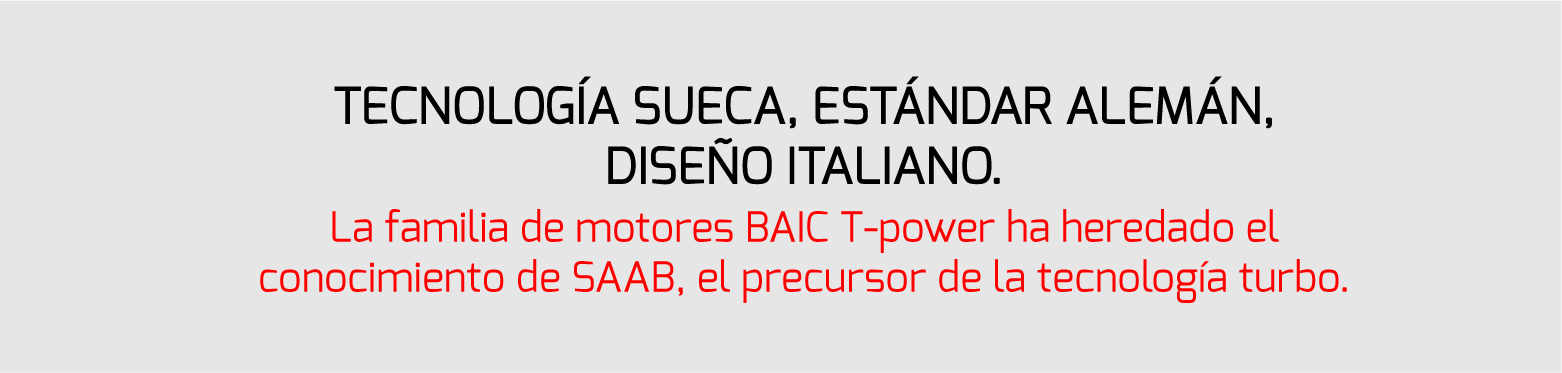 TECNOLOGÍA SUECA, ESTÁNDAR ALEMÁN,
DISEÑO ITALIANO.
La familia de motores BAIC T-power ha heredado el
conocimiento de SAAB, el precursor de la tecnología turbo.